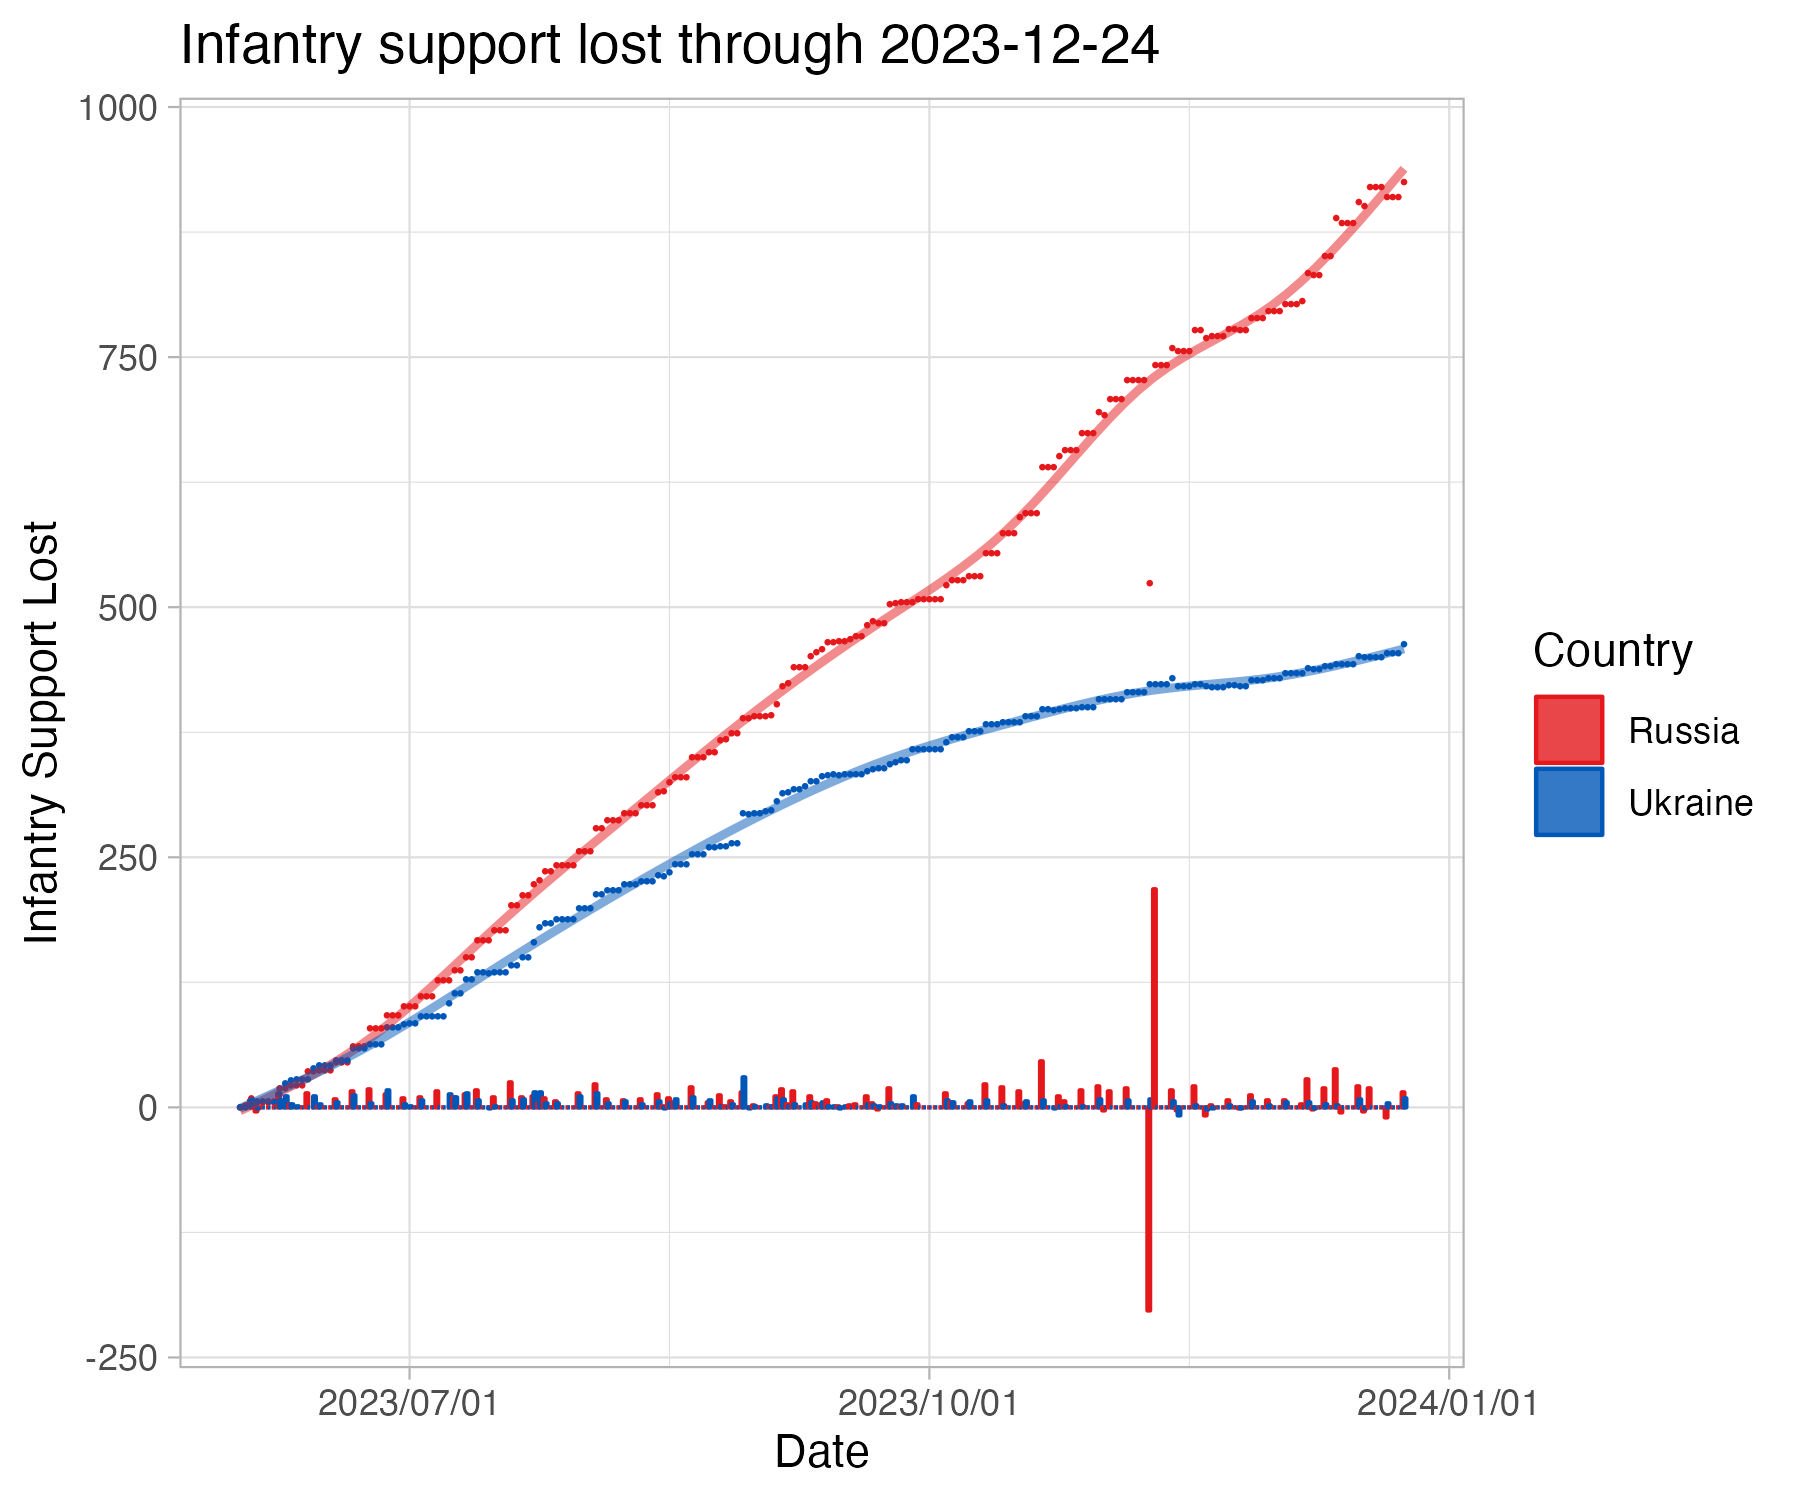 Infantry support lost through 2023-12-24
1000
750
500
250
0
-250
Infantry Support Lost
2023/07/01
2023/10/01
2024/01/01
Date
Country
Russia
Ukraine